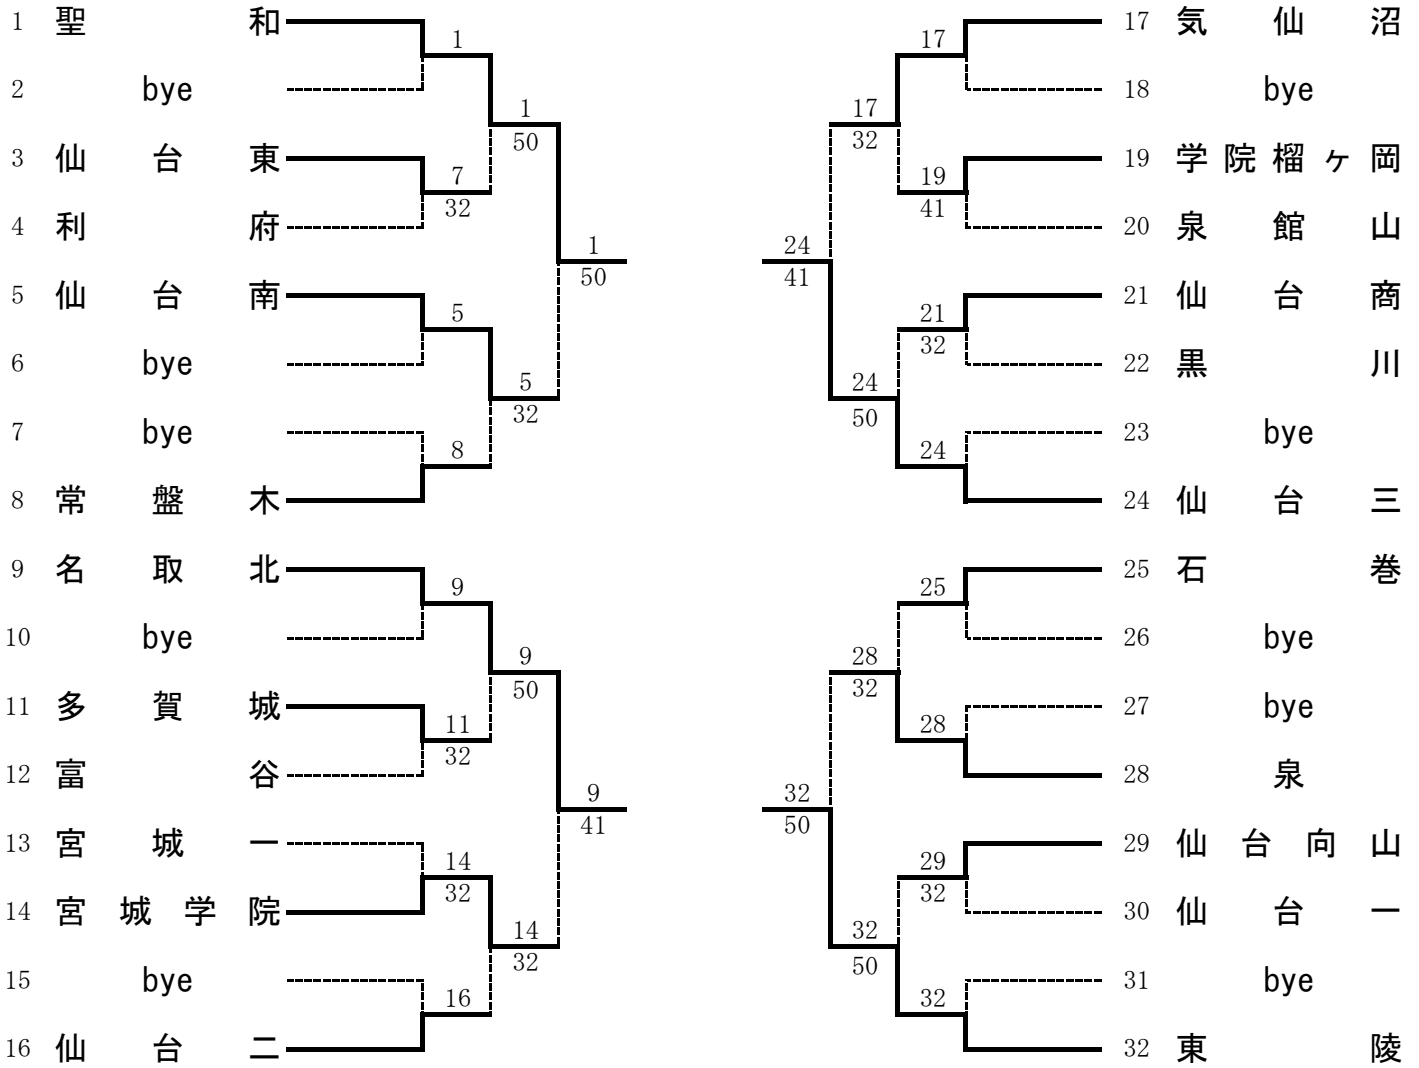 1 聖和
1
2 bye
1
50
3 仙台東
7
32
4 利府
1
50
5 仙台南
5
6 bye
5
32
7 bye
8
8 常盤木
9 名取北
9
10 bye
9
50
11 多賀城
11
32
12 富谷
9
41
13 宮城一
14
32
14 宮城学院
14
32
15 bye
16
16 仙台二
17 気仙沼
17
18 bye
17
32
19 学院榴ヶ岡
19
41
20 泉館山
24
41
21 仙台商
21
32
22 黒川
24
50
23 bye
24
24 仙台三
25 石巻
25
26 bye
28
32
27 bye
28
28 泉
32
50
29 仙台向山
29
32
30 仙台一
32
50
31 bye
32
32 東陵